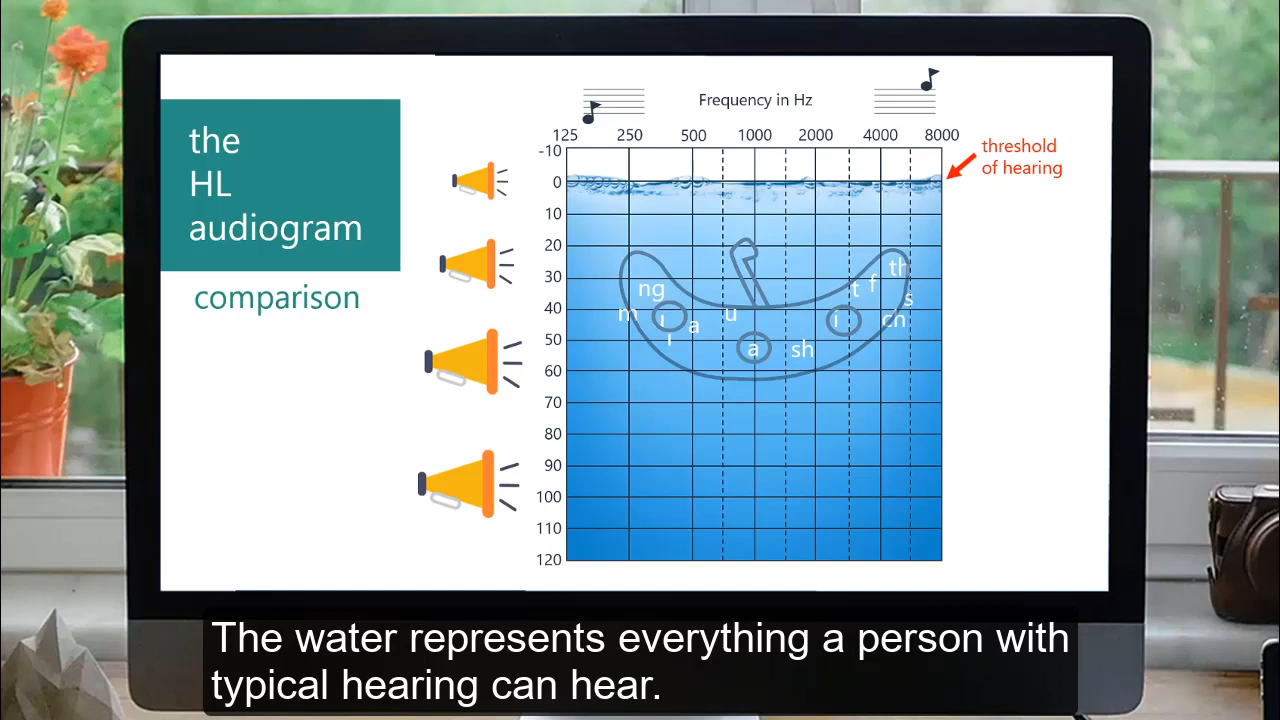 the
HL
audiogram
comparison
Frequency in Hz
125 250 500 1000 2000 4000 8000
threshold
of hearing
-10
0
10
20
30
40
50
60
70
80
90
100
110
120
th
ng t f
s
m u i ch
a
a sh
The water represents everything a person with
typical hearing can hear.